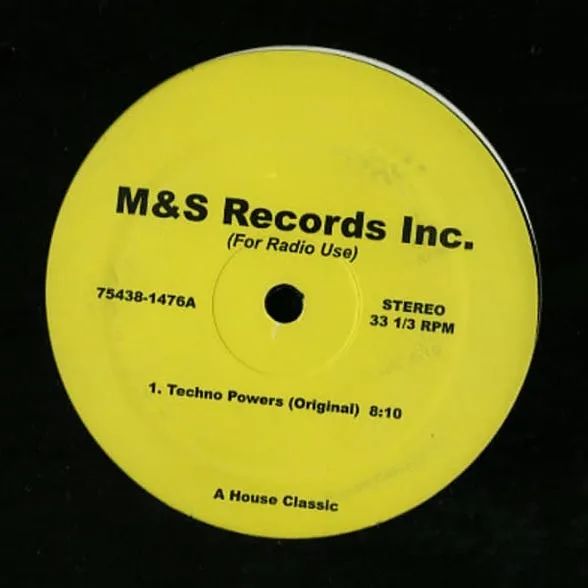 M&S Records Inc.
(For Radio Use)
75438-1476A
STEREO
33 1/3 RPM
1. Techno Powers (Original) 8:10
A House Classic